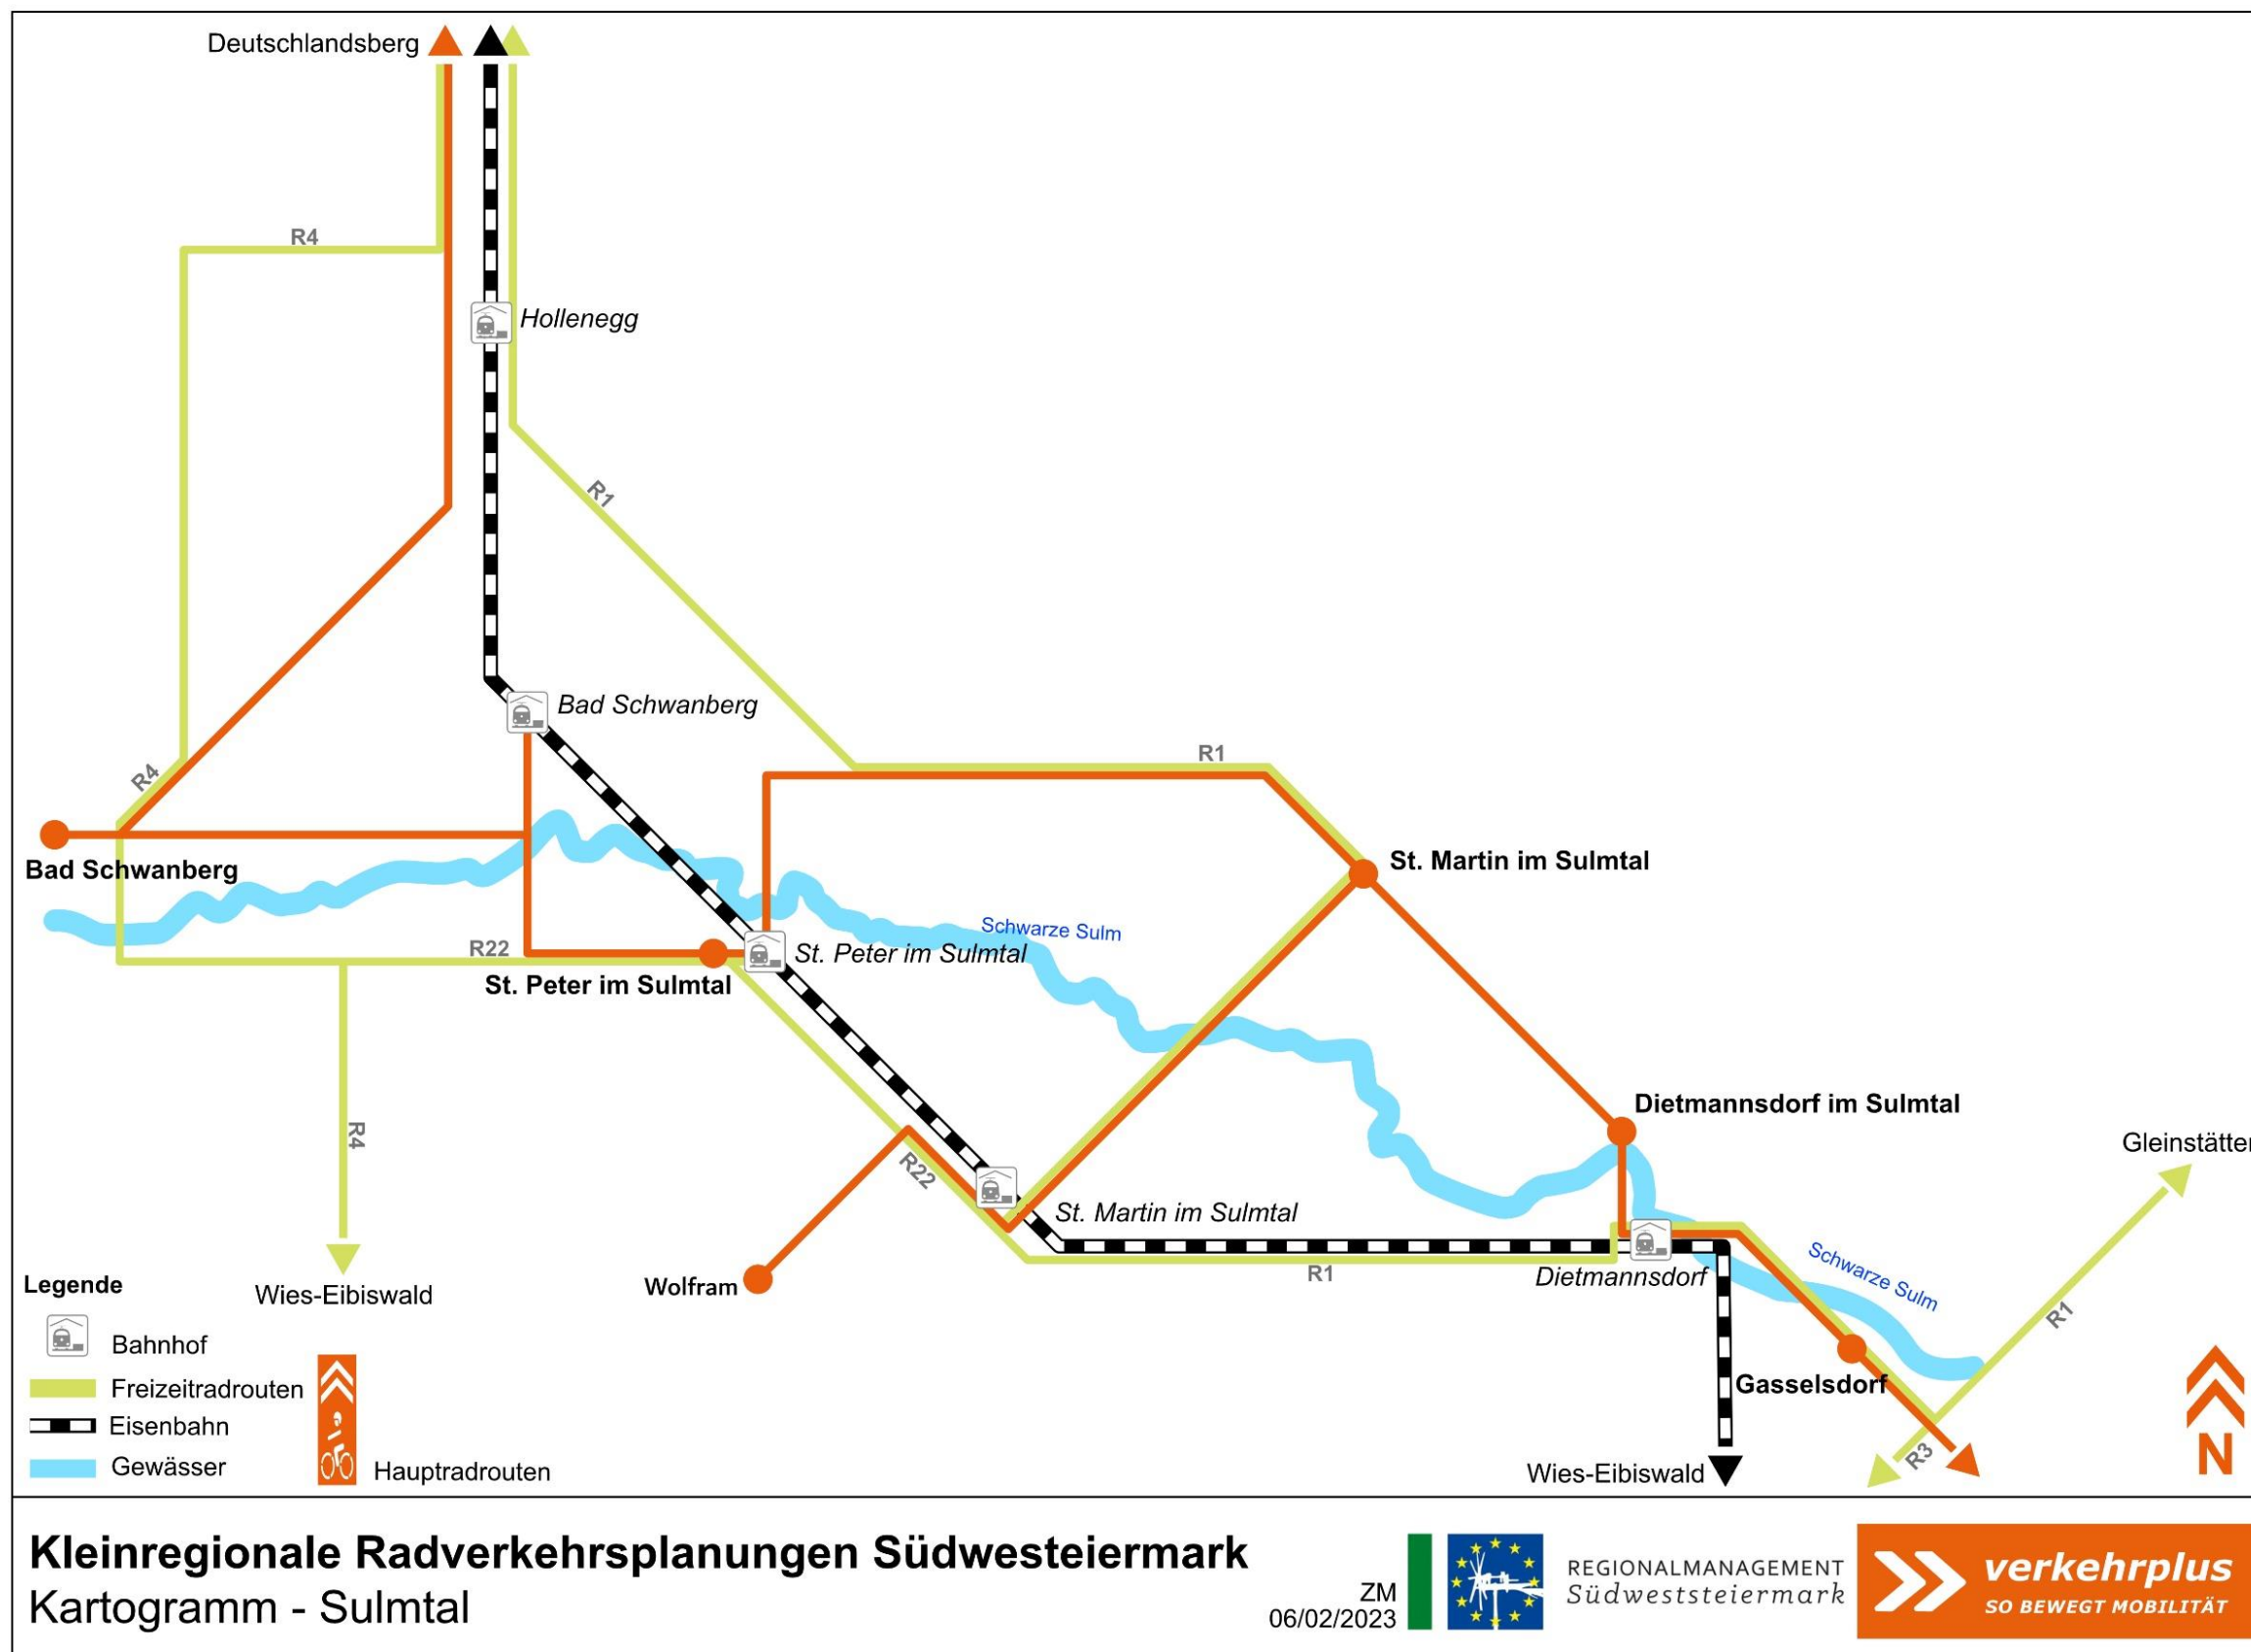 Deutschlandsberg
R4
Hollenegg
R1
Bad Schwanberg
R1
R4
Bad Schwanberg
St. Martin im Sulmtal
Schwarze Sulm
R22
St. Peter im Sulmtal
St. Peter im Sulmtal
Dietmannsdorf im Sulmtal
R4
Gleinstätten
R22
St. Martin im Sulmtal
Schwarze Sulm
R1
Dietmannsdorf
Wolfram
Wies-Eibiswald
R1
Gasselsdorf
R3
Wies-Eibiswald
N
Legende
Bahnhof
Freizeitradrouten
Eisenbahn
Gewässer
Hauptradrouten
Kleinregionale Radverkehrsplanungen Südwesteiermark
Kartogramm - Sulmtal
ZM
06/02/2023
REGIONALMANAGEMENT
Südweststeiermark
verkehrplus
SO BEWEGT MOBILITÄT